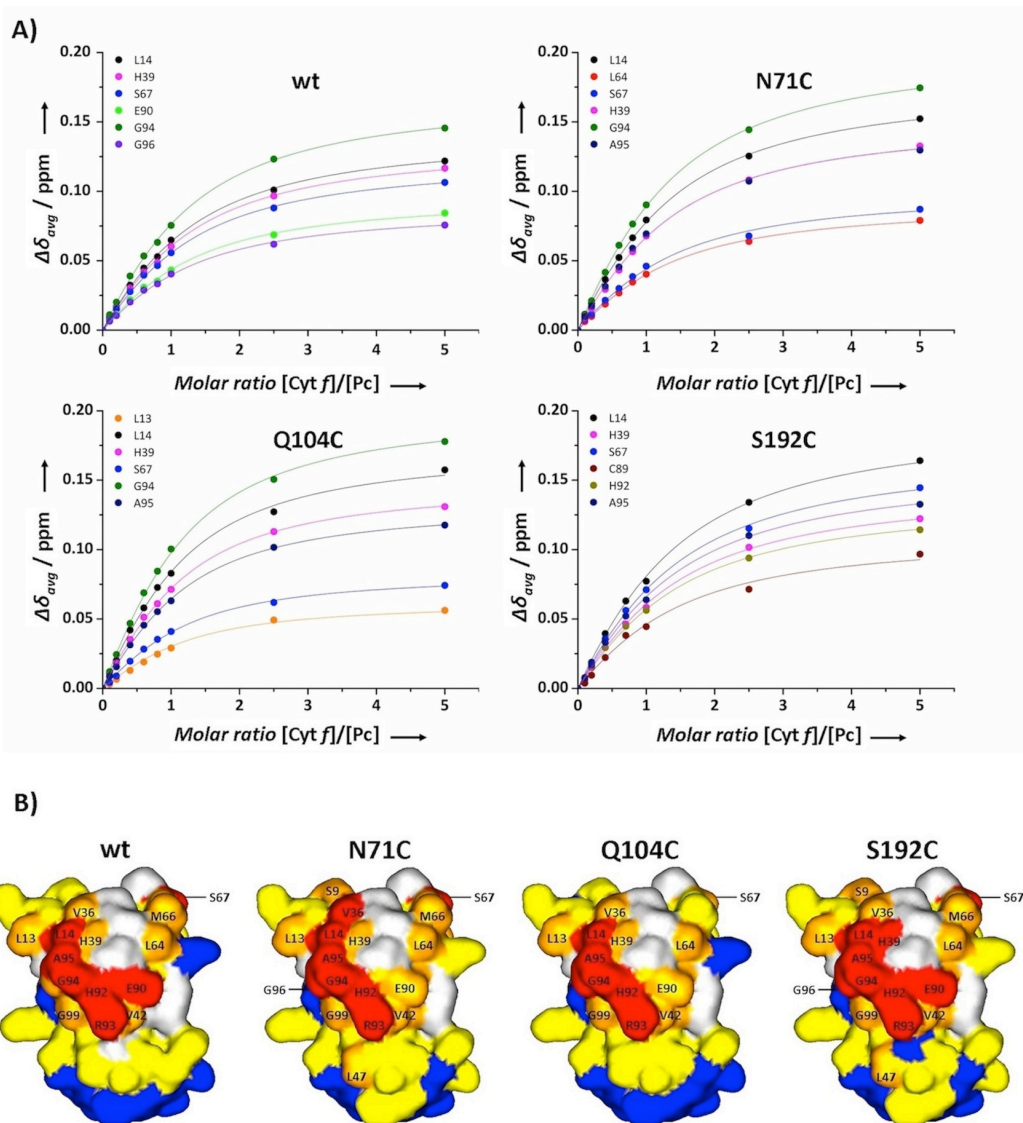 A)
wt
L14
H39
S67
E90
G94
G96
0.20
0.15
0.10
0.05
0.00
Δδavg / ppm
0 1 2 3 4 5
Molar ratio [Cyt f]/[Pc]
N71C
L14
L64
S67
H39
G94
A95
0.20
0.15
0.10
0.05
0.00
Δδavg / ppm
0 1 2 3 4 5
Molar ratio [Cyt f]/[Pc]
Q104C
L13
L14
H39
S67
G94
A95
0.20
0.15
0.10
0.05
0.00
Δδavg / ppm
0 1 2 3 4 5
Molar ratio [Cyt f]/[Pc]
S192C
L14
H39
S67
C89
H92
A95
0.20
0.15
0.10
0.05
0.00
Δδavg / ppm
0 1 2 3 4 5
Molar ratio [Cyt f]/[Pc]
B)
wt
S67
V36
M66
L13
L14
H39
L64
A95
G94
H92
E90
G99
V42
R93
N71C
S9
S67
V36
M66
L13
L14
H39
L64
A95
G94
G96
H92
E90
G99
V42
R93
L47
Q104C
S67
V36
M66
L13
L14
H39
L64
A95
G94
H92
E90
G99
V42
R93
S192C
S9
S67
V36
M66
L13
L14
H39
L64
A95
G94
G96
H92
E90
G99
V42
R93
L47